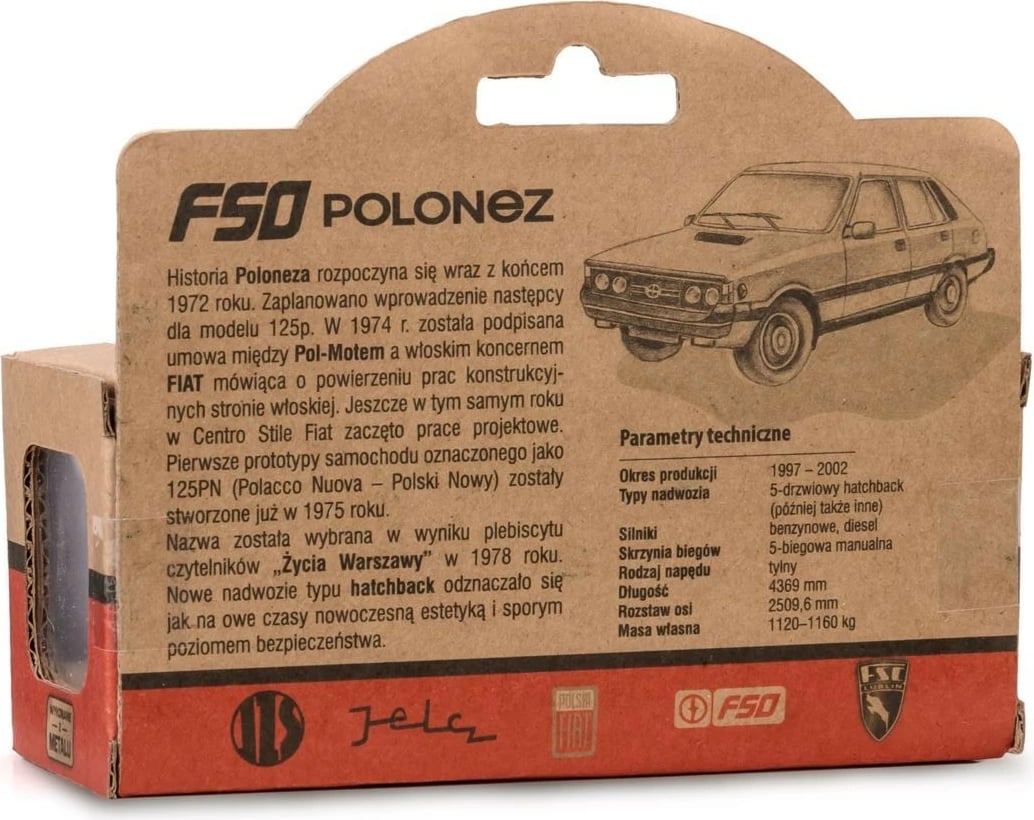 FSO POLONEZ
Historia Poloneza rozpoczyna się wraz z końcem
1972 roku. Zaplanowano wprowadzenie następcy
dla modelu 125p. W 1974 r. została podpisana
umowa między Pol-Motem a włoskim koncernem
FIAT mówiąca o powierzeniu prac konstrukcyj-
nych stronie włoskiej. Jeszcze w tym samym roku
w Centro Stile Fiat zaczęto prace projektowe.
Pierwsze prototypy samochodu oznaczonego jako
125PN (Polacco Nuova – Polski Nowy) zostały
stworzone już w 1975 roku.
Nazwa została wybrana w wyniku plebiscytu
czytelników „Życia Warszawy" w 1978 roku.
Nowe nadwozie typu hatchback odznaczało się
jak na owe czasy nowoczesną estetyką i sporym
poziomem bezpieczeństwa.
Parametry techniczne
Okres produkcji 1997 – 2002
Typy nadwozia 5-drzwiowy hatchback
(później także inne)
Silniki benzynowe, diesel
Skrzynia biegów 5-biegowa manualna
Rodzaj napędu tylny
Długość 4369 mm
Rozstaw osi 2509,6 mm
Masa własna 1120–1160 kg
WYKONANE
z
METALU
Jelcz
POLSKI
FIAT
FSO
FSC
LUBLIN